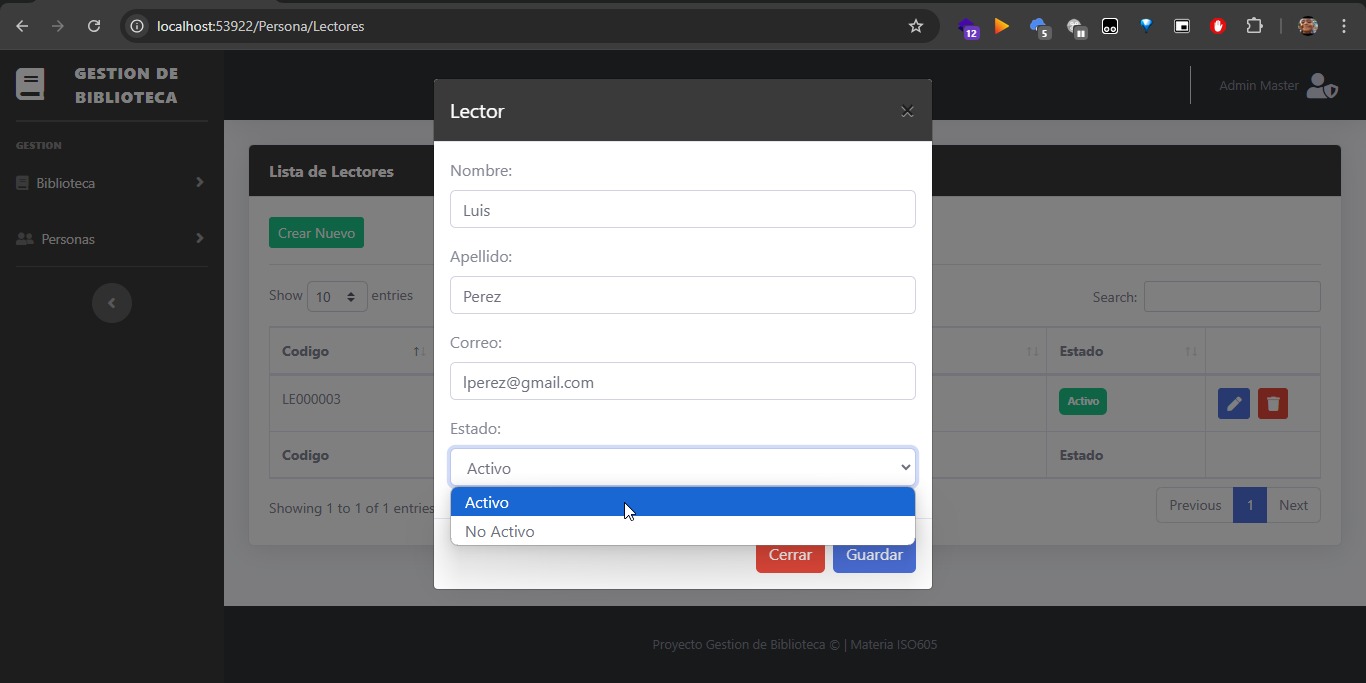 localhost:53922/Persona/Lectores
12
5
GESTION DE
BIBLIOTECA
Admin Master
GESTION
Biblioteca
Personas
Lista de Lectores
Crear Nuevo
Show 10 entries
Search:
Codigo
Estado
LE000003
Activo
Codigo
Estado
Showing 1 to 1 of 1 entries
Previous 1 Next
Lector
×
Nombre:
Luis
Apellido:
Perez
Correo:
lperez@gmail.com
Estado:
Activo
Activo
No Activo
Cerrar Guardar
Proyecto Gestion de Biblioteca © | Materia ISO605